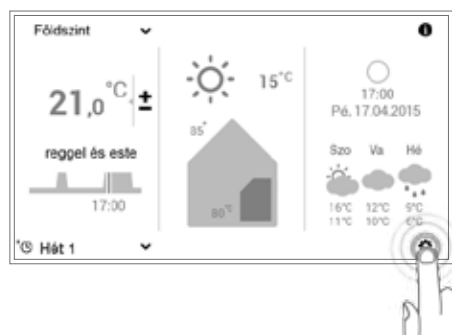 Földszint
21,0°C ±
reggel és este
17:00
Hét 1
15°C
85°
80°C
17:00
Pé, 17.04.2015
Szo Va Hé
16°C 12°C 9°C
11°C 10°C 6°C